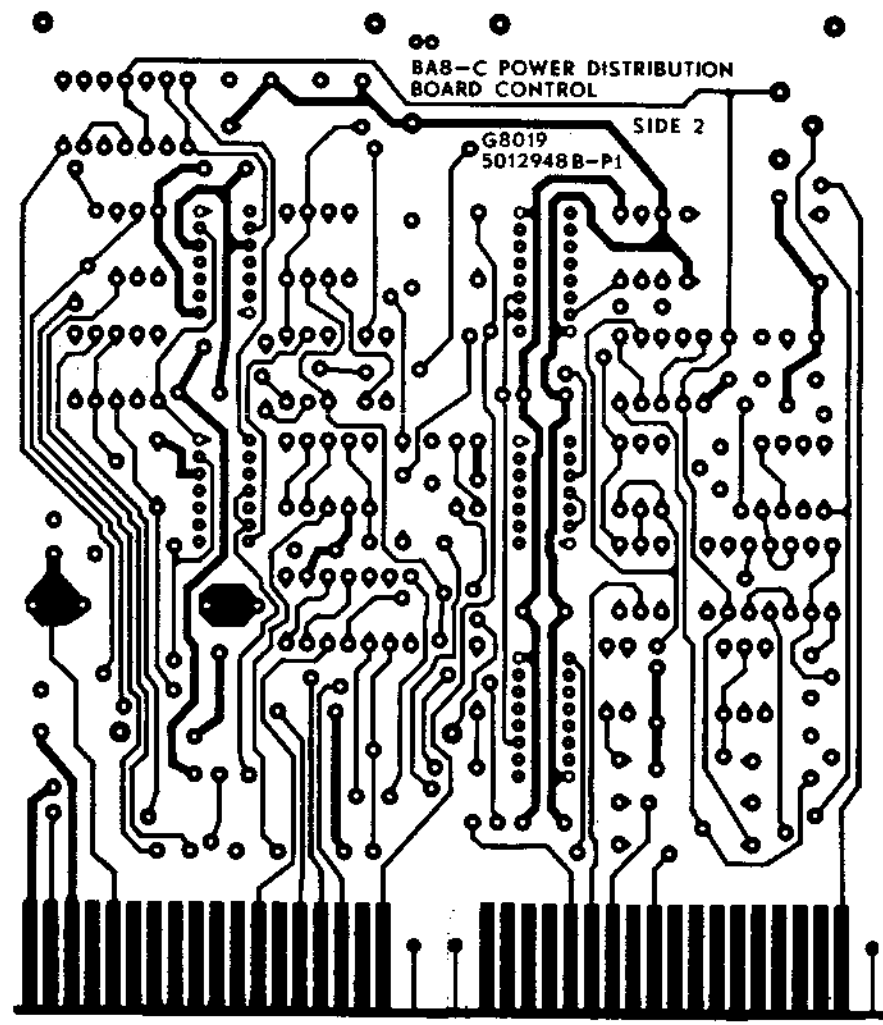 BA8-C POWER DISTRIBUTION
BOARD CONTROL
SIDE 2
G8019
5012948B-P1